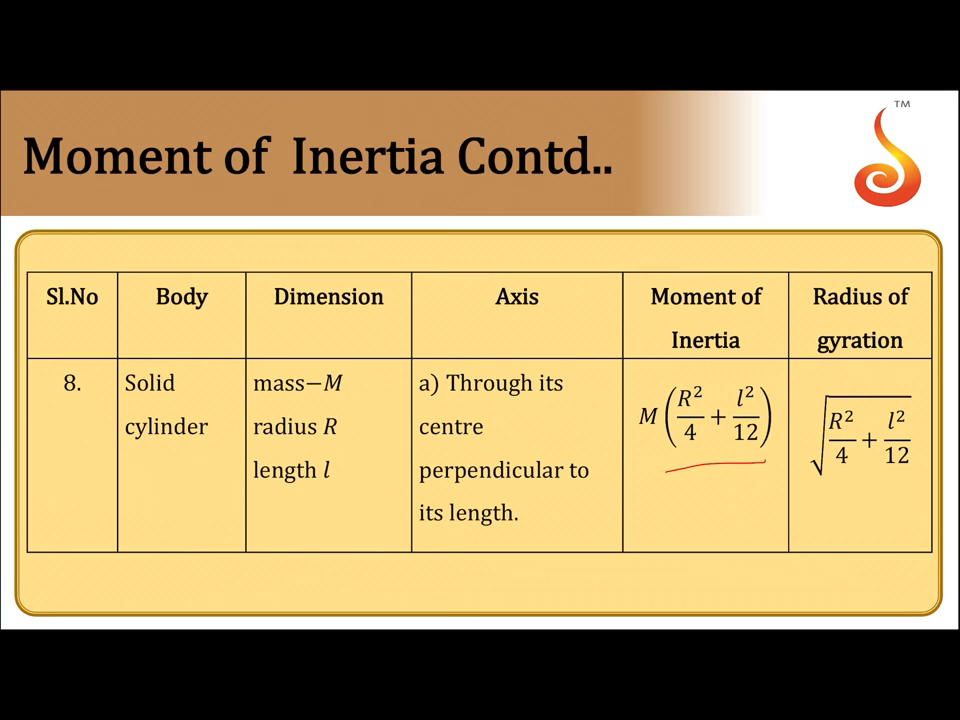 TM
Moment of Inertia Contd..
Sl.No Body Dimension Axis Moment of Inertia Radius of gyration
8. Solid cylinder
mass−M
radius R
length l
a) Through its
centre
perpendicular to
its length.
M(R²/4 + l²/12)
√(R²/4 + l²/12)